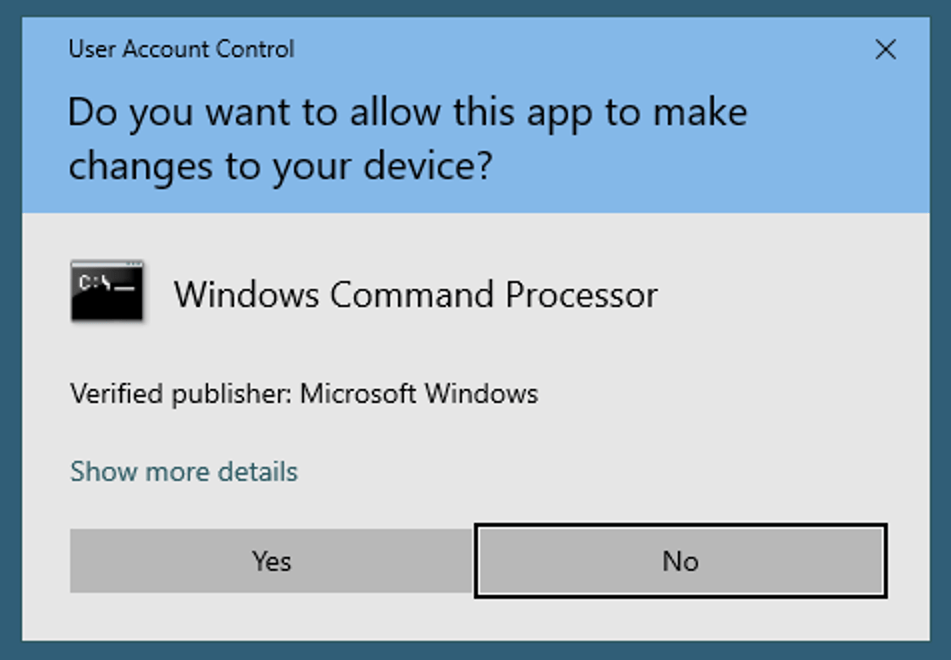 User Account Control
Do you want to allow this app to make
changes to your device?
C:\_
Windows Command Processor
Verified publisher: Microsoft Windows
Show more details
Yes
No